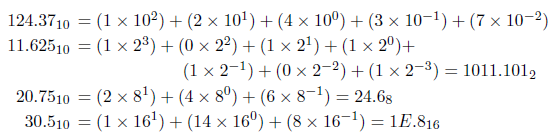 124.37₁₀ = (1 × 10²) + (2 × 10¹) + (4 × 10⁰) + (3 × 10⁻¹) + (7 × 10⁻²)
11.625₁₀ = (1 × 2³) + (0 × 2²) + (1 × 2¹) + (1 × 2⁰)+
(1 × 2⁻¹) + (0 × 2⁻²) + (1 × 2⁻³) = 1011.101₂
20.75₁₀ = (2 × 8¹) + (4 × 8⁰) + (6 × 8⁻¹) = 24.6₈
30.5₁₀ = (1 × 16¹) + (14 × 16⁰) + (8 × 16⁻¹) = 1E.8₁₆